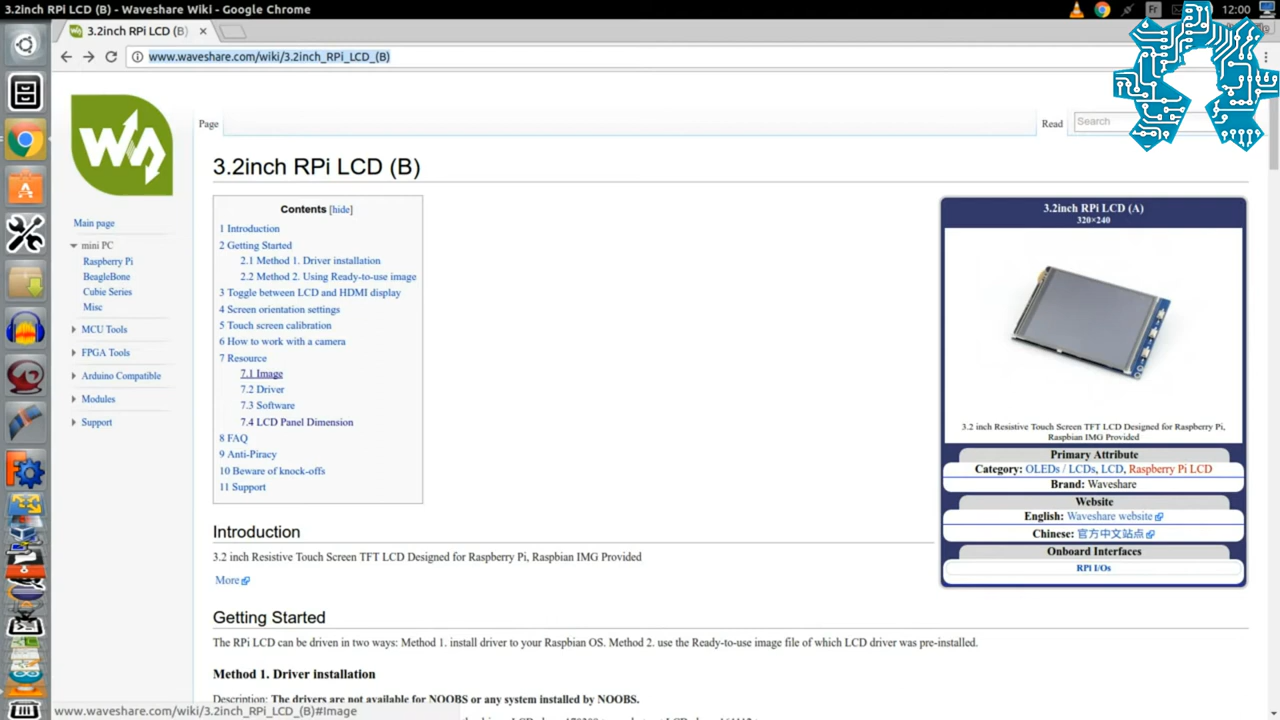 3.2inch RPi LCD (B) - Waveshare Wiki - Google Chrome
Fr
12:00
3.2inch RPi LCD (B)
www.waveshare.com/wiki/3.2inch_RPi_LCD_(B)
Page
Read
Search
3.2inch RPi LCD (B)
Contents [hide]
1 Introduction
2 Getting Started
2.1 Method 1. Driver installation
2.2 Method 2. Using Ready-to-use image
3 Toggle between LCD and HDMI display
4 Screen orientation settings
5 Touch screen calibration
6 How to work with a camera
7 Resource
7.1 Image
7.2 Driver
7.3 Software
7.4 LCD Panel Dimension
8 FAQ
9 Anti-Piracy
10 Beware of knock-offs
11 Support
Main page
mini PC
Raspberry Pi
BeagleBone
Cubie Series
Misc
MCU Tools
FPGA Tools
Arduino Compatible
Modules
Support
3.2inch RPi LCD (A)
320×240
3.2 inch Resistive Touch Screen TFT LCD Designed for Raspberry Pi,
Raspbian IMG Provided
Primary Attribute
Category: OLEDs / LCDs, LCD, Raspberry Pi LCD
Brand: Waveshare
Website
English: Waveshare website
Chinese: 官方中文站点
Onboard Interfaces
RPi I/Os
Introduction
3.2 inch Resistive Touch Screen TFT LCD Designed for Raspberry Pi, Raspbian IMG Provided
More
Getting Started
The RPi LCD can be driven in two ways: Method 1. install driver to your Raspbian OS. Method 2. use the Ready-to-use image file of which LCD driver was pre-installed.
Method 1. Driver installation
Description: The drivers are not available for NOOBS or any system installed by NOOBS.
www.waveshare.com/wiki/3.2inch_RPi_LCD_(B)#Image